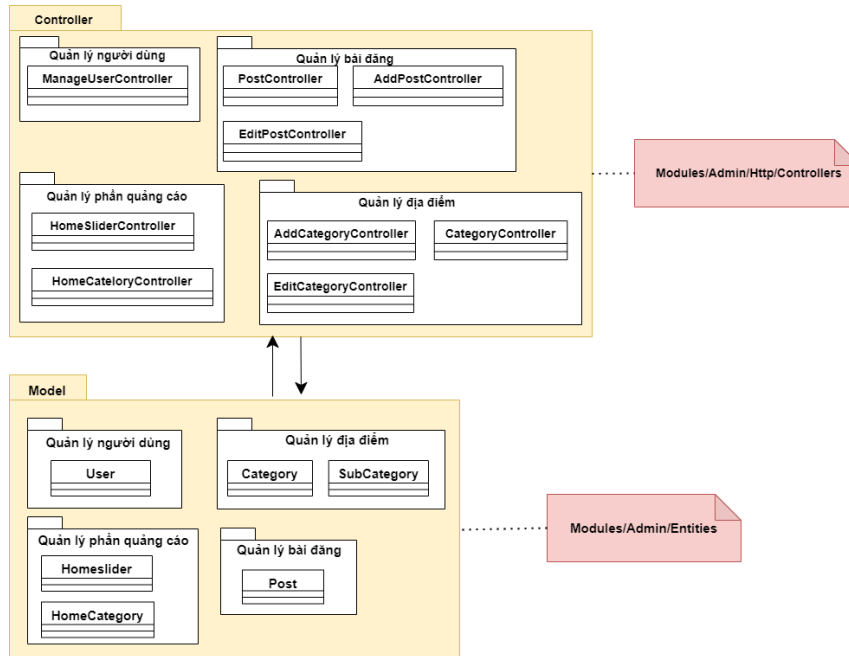 Controller
Quản lý người dùng
ManageUserController
Quản lý bài đăng
PostController
AddPostController
EditPostController
Modules/Admin/Http/Controllers
Quản lý phần quảng cáo
HomeSliderController
HomeCateloryController
Quản lý địa điểm
AddCategoryController
CategoryController
EditCategoryController
Model
Quản lý người dùng
User
Quản lý địa điểm
Category
SubCategory
Quản lý phần quảng cáo
Homeslider
HomeCategory
Quản lý bài đăng
Post
Modules/Admin/Entities